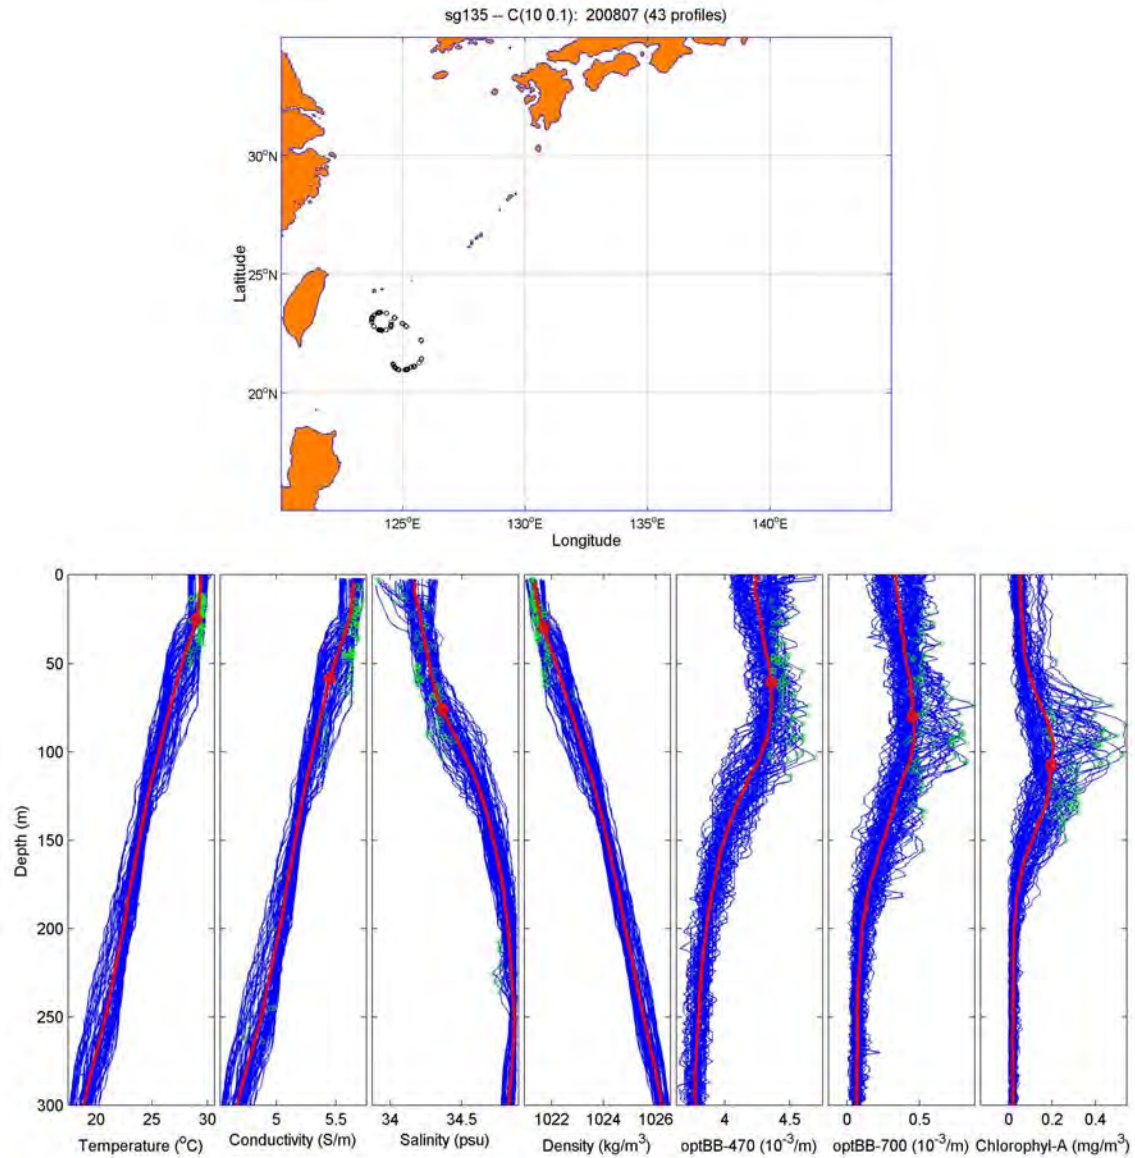 sg135 -- C(10 0.1): 200807 (43 profiles)
30°N
25°N
20°N
Latitude
125°E 130°E 135°E 140°E
Longitude
0
50
100
150
200
250
300
Depth (m)
20 25 30 5 5.5 34 34.5 1022 1024 1026 4 4.5 0 0.5 0 0.2 0.4
Temperature (°C) Conductivity (S/m) Salinity (psu) Density (kg/m³) optBB-470 (10⁻³/m) optBB-700 (10⁻³/m) Chlorophyl-A (mg/m³)